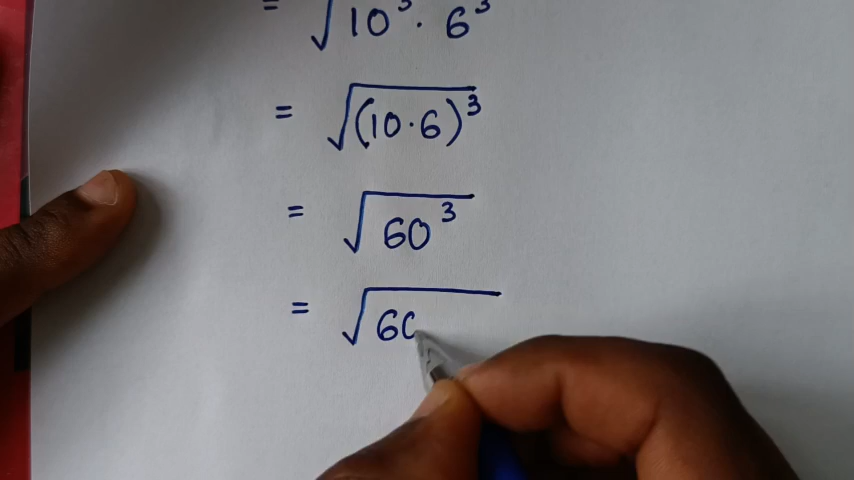 = √10³ · 6³
= √(10·6)³
= √60³
= √60